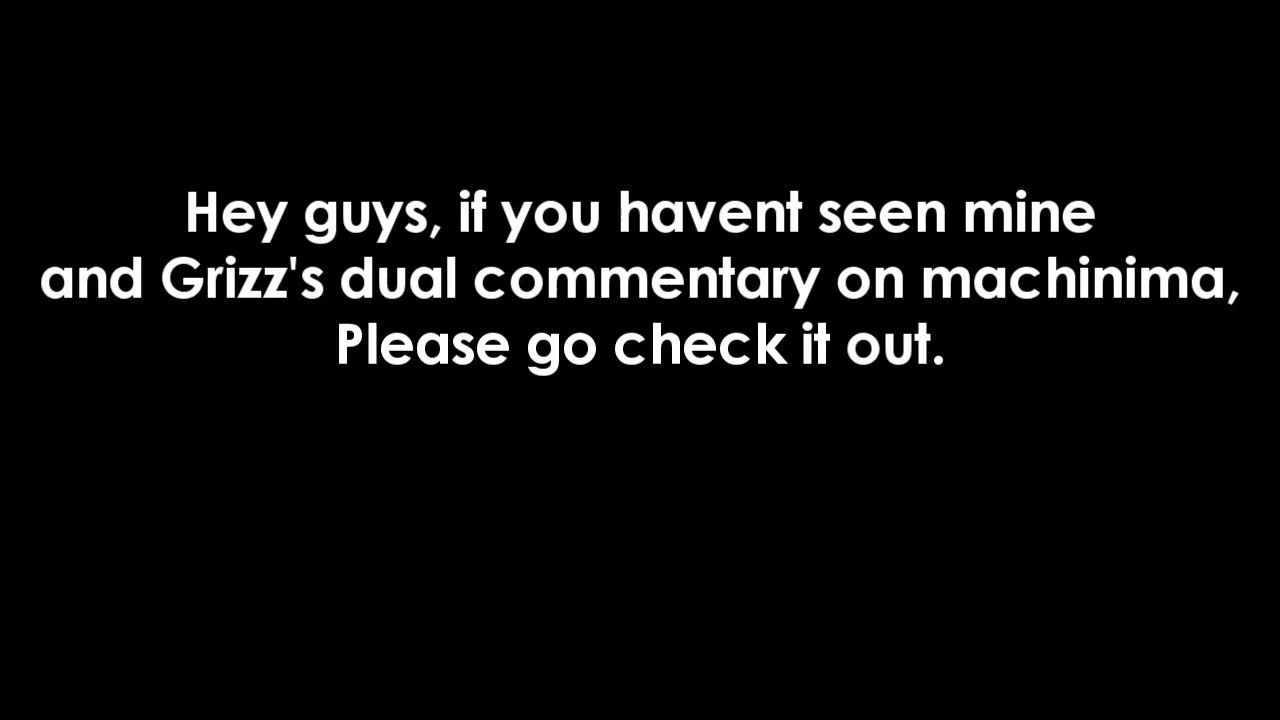 Hey guys, if you havent seen mine
and Grizz's dual commentary on machinima,
Please go check it out.